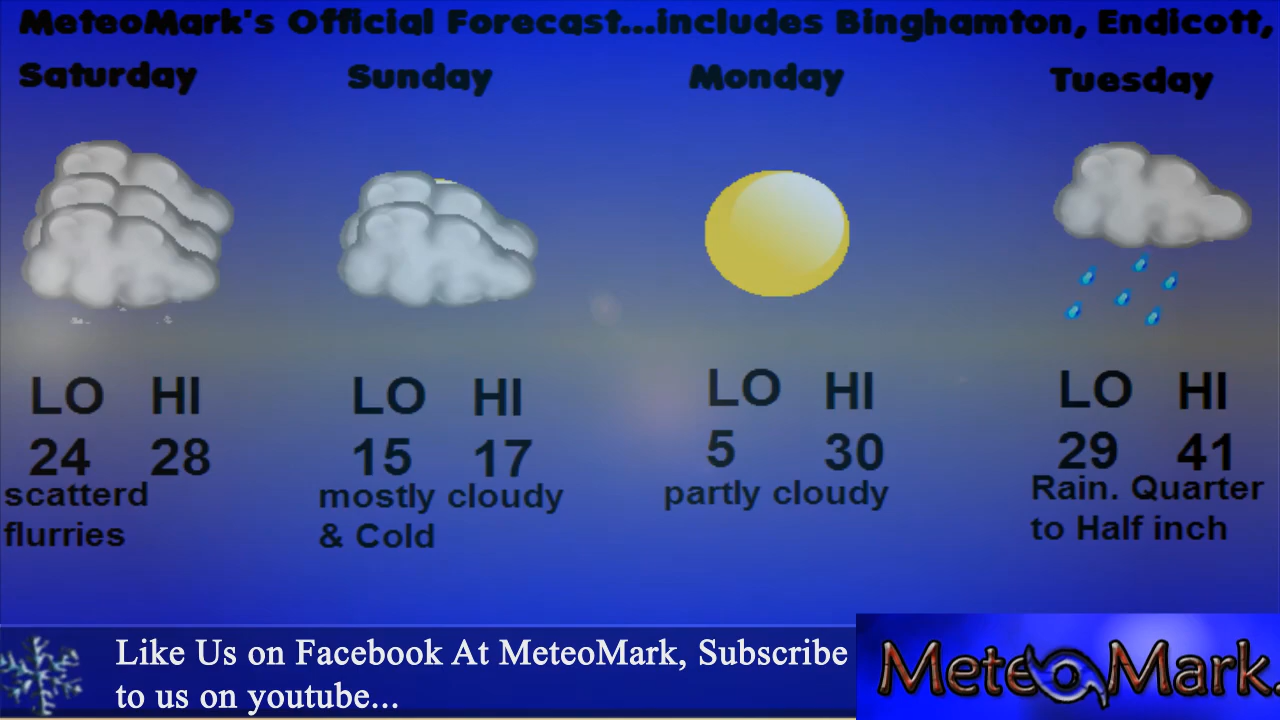 MeteoMark's Official Forecast...includes Binghamton, Endicott,
Saturday Sunday Monday Tuesday
LO HI LO HI LO HI LO HI
24 28 15 17 5 30 29 41
scatterd
flurries
mostly cloudy
& Cold
partly cloudy
Rain. Quarter
to Half inch
Like Us on Facebook At MeteoMark, Subscribe
to us on youtube...
MeteoMark.